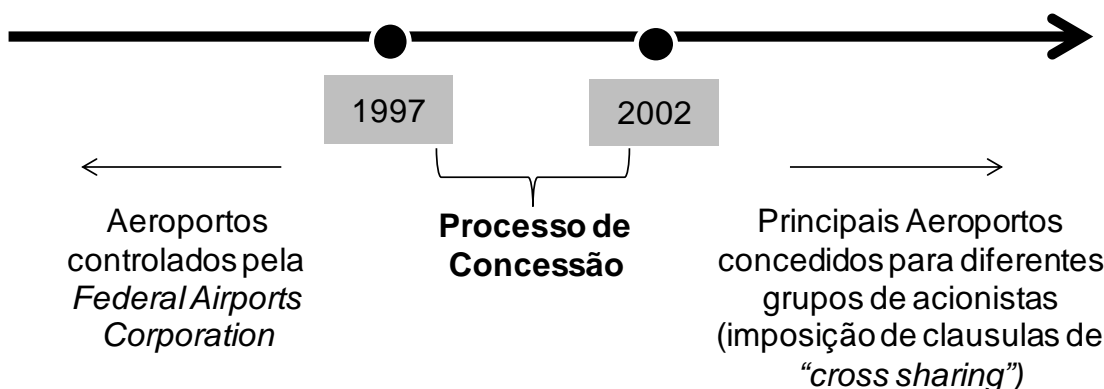 1997
2002
Aeroportos
controlados pela
Federal Airports
Corporation
Processo de
Concessão
Principais Aeroportos
concedidos para diferentes
grupos de acionistas
(imposição de clausulas de
“cross sharing”)